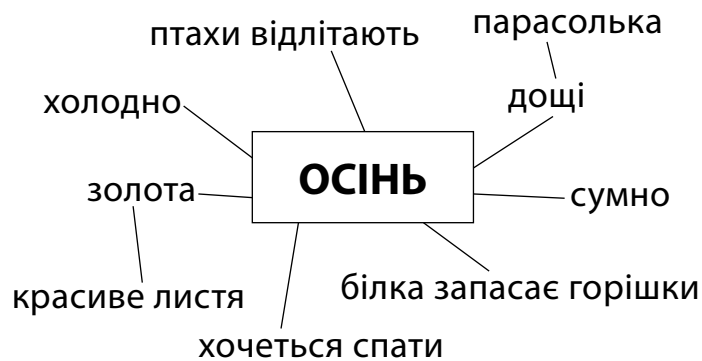 парасолька
птахи відлітають
дощі
холодно
ОСІНЬ
золота
сумно
красиве листя
білка запасає горішки
хочеться спати